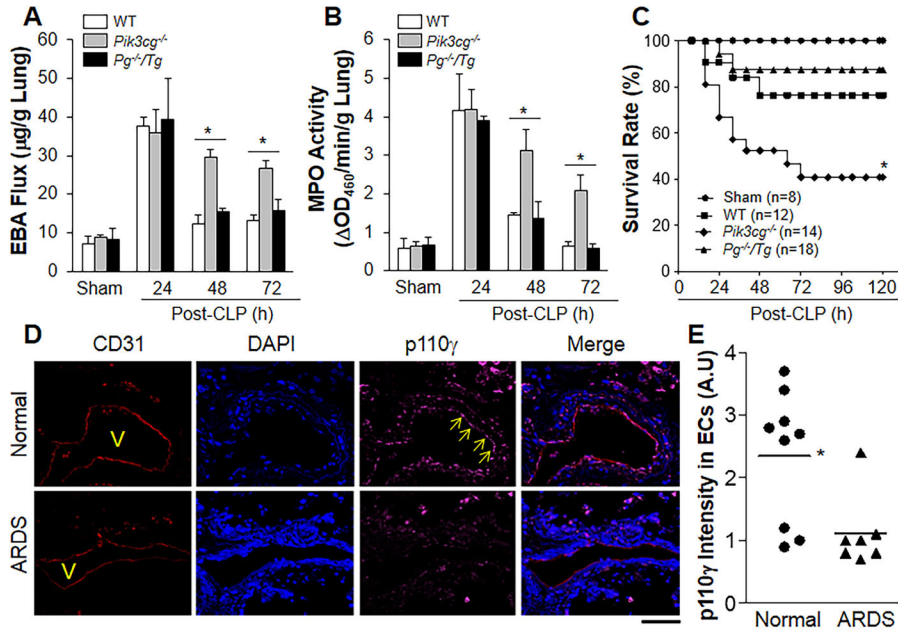 A
WT
Pik3cg-/-
Pg-/-/Tg
EBA Flux (µg/g Lung)
60
50
40
30
20
10
0
*
*
Sham
24
48
72
Post-CLP (h)
B
WT
Pik3cg-/-
Pg-/-/Tg
MPO Activity
(ΔOD460/min/g Lung)
6
5
4
3
2
1
0
*
*
Sham
24
48
72
Post-CLP (h)
C
Survival Rate (%)
100
80
60
40
20
0
*
Sham (n=8)
WT (n=12)
Pik3cg-/- (n=14)
Pg-/-/Tg (n=18)
0 24 48 72 96 120
Post-CLP (h)
D
CD31 DAPI p110γ Merge
Normal
V
ARDS
V
E
p110γ Intensity in ECs (A.U)
4
3
2
1
0
*
Normal ARDS